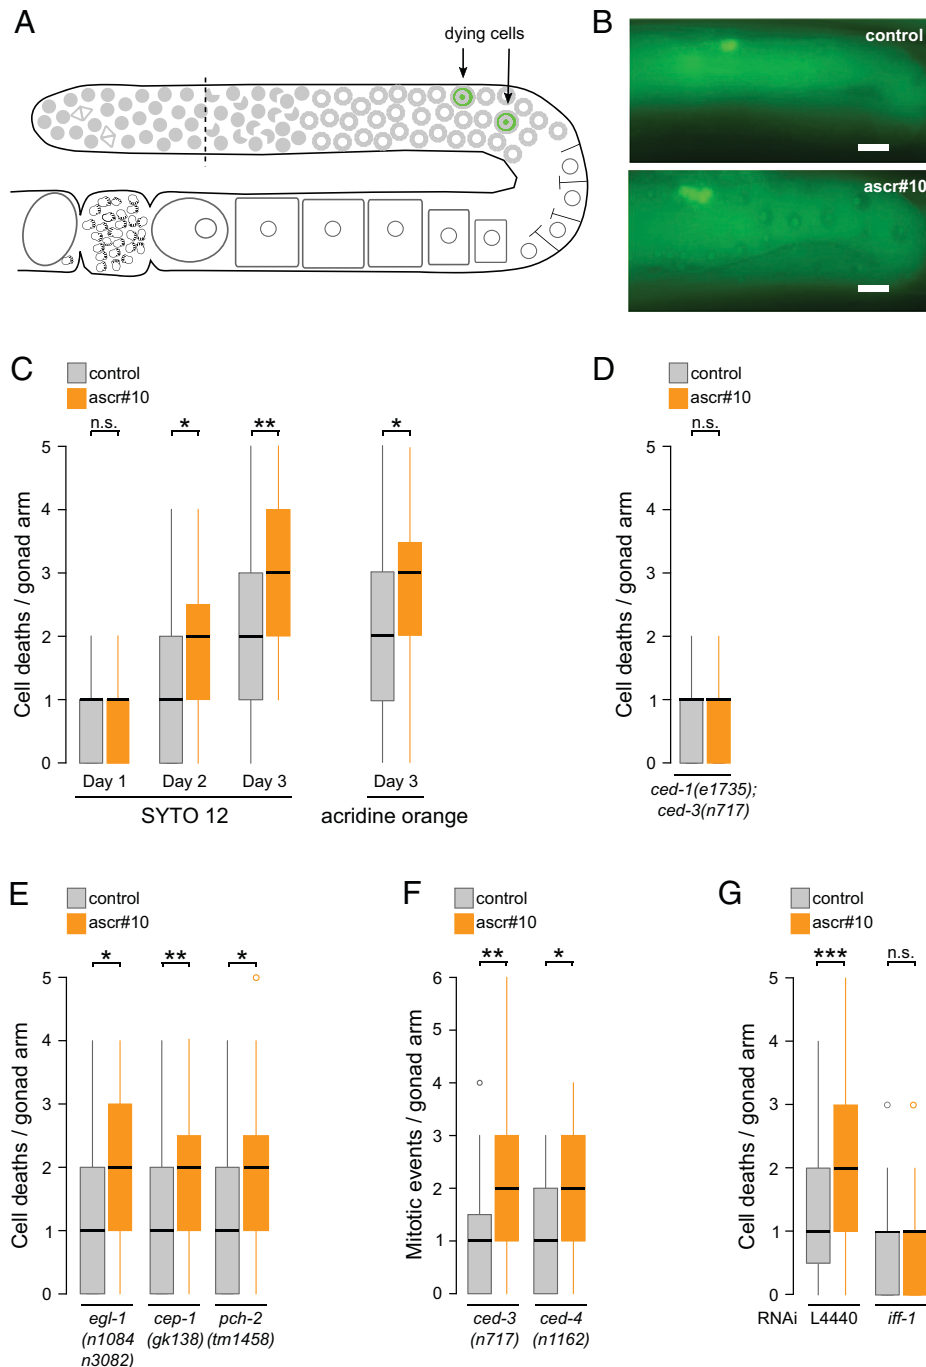 A
dying cells
B
control
ascr#10
C
control
ascr#10
n.s.
*
**
*
Cell deaths / gonad arm
5
4
3
2
1
0
Day 1
Day 2
Day 3
Day 3
SYTO 12
acridine orange
D
control
ascr#10
n.s.
Cell deaths / gonad arm
5
4
3
2
1
0
ced-1(e1735);
ced-3(n717)
E
control
ascr#10
*
**
*
Cell deaths / gonad arm
5
4
3
2
1
0
egl-1
(n1084
n3082)
cep-1
(gk138)
pch-2
(tm1458)
F
control
ascr#10
**
*
Mitotic events / gonad arm
6
5
4
3
2
1
0
ced-3
(n717)
ced-4
(n1162)
G
control
ascr#10
***
n.s.
Cell deaths / gonad arm
5
4
3
2
1
0
RNAi
L4440
iff-1